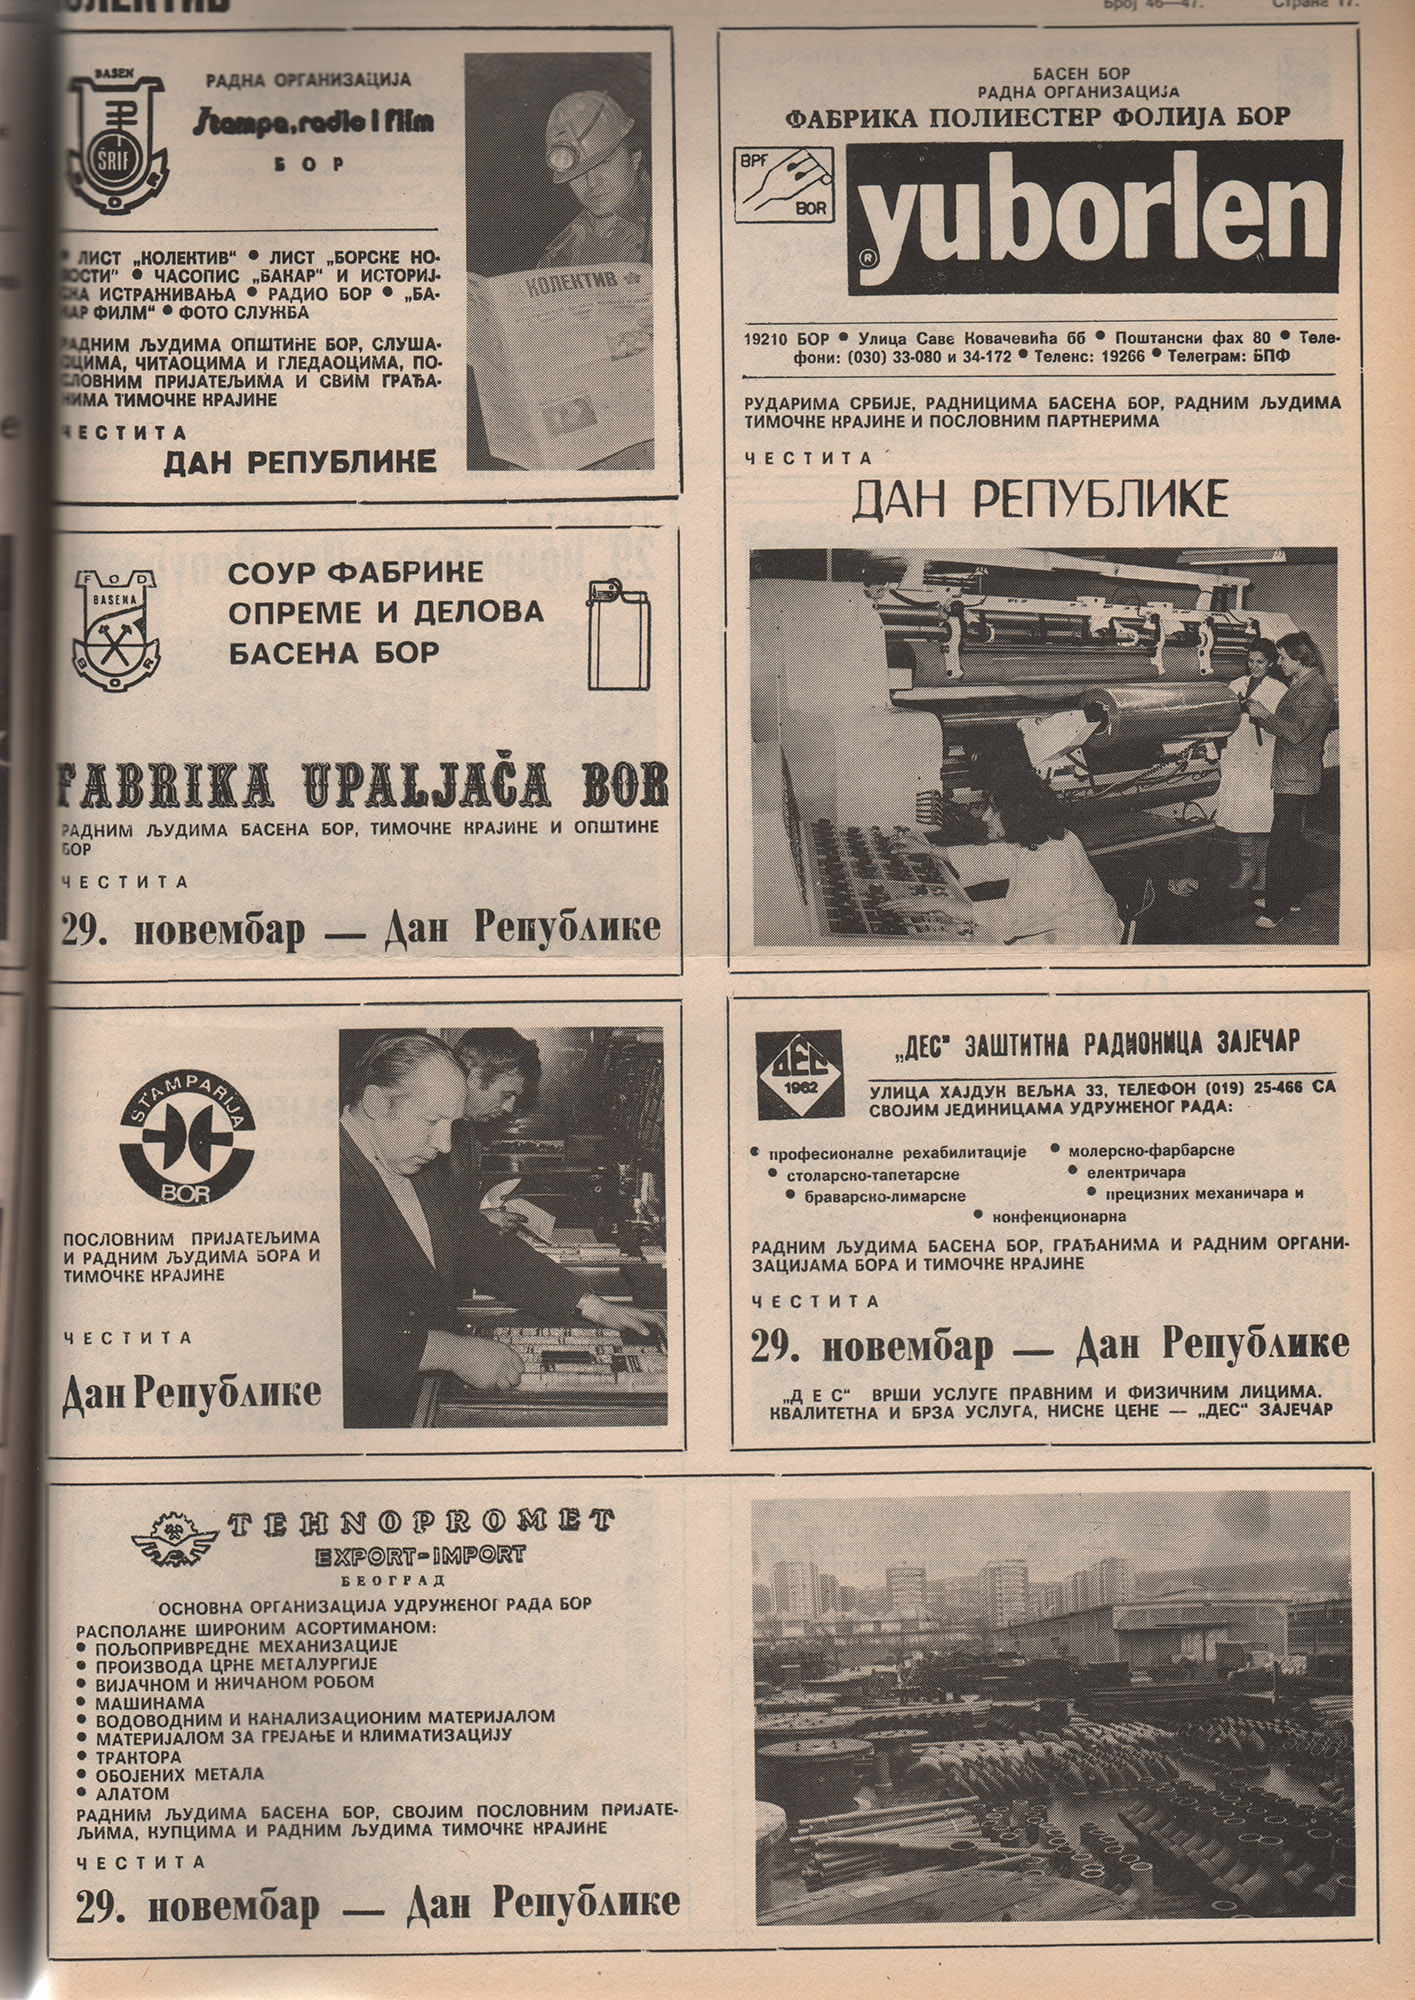 КОЛЕКТИВ
Број 46—47.
Страна 17.
BASEN
ŠRIF
B O R
РАДНА ОРГАНИЗАЦИЈА
Štampa, radio i film
БОР
• ЛИСТ „КОЛЕКТИВ“ • ЛИСТ „БОРСКЕ НО-
ВОСТИ“ • ЧАСОПИС „БАКАР“ И ИСТОРИЈ-
СКА ИСТРАЖИВАЊА • РАДИО БОР • „БА-
КАР ФИЛМ“ • ФОТО СЛУЖБА
РАДНИМ ЉУДИМА ОПШТИНЕ БОР, СЛУША-
ОЦИМА, ЧИТАОЦИМА И ГЛЕДАОЦИМА, ПО-
СЛОВНИМ ПРИЈАТЕЉИМА И СВИМ ГРАЂА-
НИМА ТИМОЧКЕ КРАЈИНЕ
ЧЕСТИТА
ДАН РЕПУБЛИКЕ
КОЛЕКТИВ
БАСЕН БОР
РАДНА ОРГАНИЗАЦИЈА
ФАБРИКА ПОЛИЕСТЕР ФОЛИЈА БОР
BPF
BOR
® yuborlen
19210 БОР • Улица Саве Ковачевића бб • Поштански фах 80 • Теле-
фони: (030) 33-080 и 34-172 • Телекс: 19266 • Телеграм: БПФ
РУДАРИМА СРБИЈЕ, РАДНИЦИМА БАСЕНА БОР, РАДНИМ ЉУДИМА
ТИМОЧКЕ КРАЈИНЕ И ПОСЛОВНИМ ПАРТНЕРИМА
ЧЕСТИТА
ДАН РЕПУБЛИКЕ
FOD
BASENA
BOR
СОУР ФАБРИКЕ
ОПРЕМЕ И ДЕЛОВА
БАСЕНА БОР
FABRIKA UPALJAČA BOR
РАДНИМ ЉУДИМА БАСЕНА БОР, ТИМОЧКЕ КРАЈИНЕ И ОПШТИНЕ
БОР
ЧЕСТИТА
29. новембар — Дан Републике
ŠTAMPARIJA
BOR
ПОСЛОВНИМ ПРИЈАТЕЉИМА
И РАДНИМ ЉУДИМА БОРА И
ТИМОЧКЕ КРАЈИНЕ
ЧЕСТИТА
Дан Републике
ДЕС
1962
„ДЕС“ ЗАШТИТНА РАДИОНИЦА ЗАЈЕЧАР
УЛИЦА ХАЈДУК ВЕЉКА 33, ТЕЛЕФОН (019) 25-466 СА
СВОЈИМ ЈЕДИНИЦАМА УДРУЖЕНОГ РАДА:
• професионалне рехабилитације • молерско-фарбарске
• столарско-тапетарске • електричара
• браварско-лимарске • прецизних механичара и
• конфенционарна
РАДНИМ ЉУДИМА БАСЕНА БОР, ГРАЂАНИМА И РАДНИМ ОРГАНИ-
ЗАЦИЈАМА БОРА И ТИМОЧКЕ КРАЈИНЕ
ЧЕСТИТА
29. новембар — Дан Републике
„Д Е С“ ВРШИ УСЛУГЕ ПРАВНИМ И ФИЗИЧКИМ ЛИЦИМА.
КВАЛИТЕТНА И БРЗА УСЛУГА, НИСКЕ ЦЕНЕ — „ДЕС“ ЗАЈЕЧАР
TEHNOPROMET
EXPORT-IMPORT
БЕОГРАД
ОСНОВНА ОРГАНИЗАЦИЈА УДРУЖЕНОГ РАДА БОР
РАСПОЛАЖЕ ШИРОКИМ АСОРТИМАНОМ:
• ПОЉОПРИВРЕДНЕ МЕХАНИЗАЦИЈЕ
• ПРОИЗВОДА ЦРНЕ МЕТАЛУРГИЈЕ
• ВИЈАЧНОМ И ЖИЧАНОМ РОБОМ
• МАШИНАМА
• ВОДОВОДНИМ И КАНАЛИЗАЦИОНИМ МАТЕРИЈАЛОМ
• МАТЕРИЈАЛОМ ЗА ГРЕЈАЊЕ И КЛИМАТИЗАЦИЈУ
• ТРАКТОРА
• ОБОЈЕНИХ МЕТАЛА
• АЛАТОМ
РАДНИМ ЉУДИМА БАСЕНА БОР, СВОЈИМ ПОСЛОВНИМ ПРИЈАТЕ-
ЉИМА, КУПЦИМА И РАДНИМ ЉУДИМА ТИМОЧКЕ КРАЈИНЕ
ЧЕСТИТА
29. новембар — Дан Републике